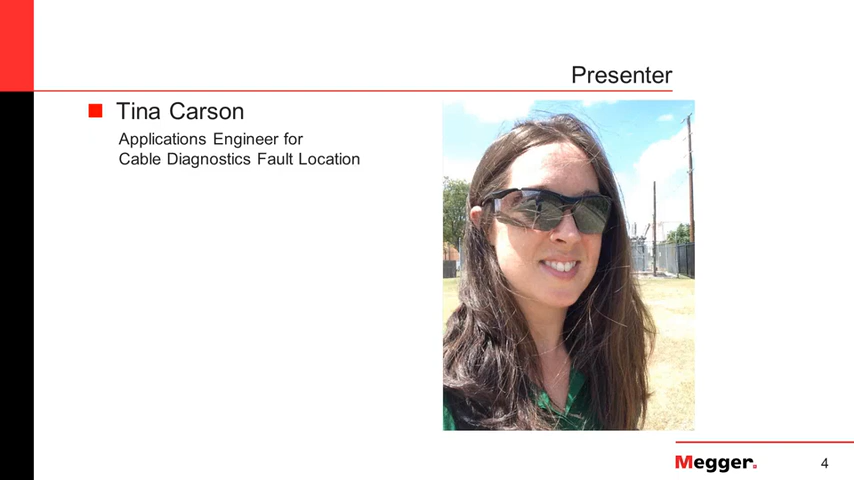 Presenter
Tina Carson
Applications Engineer for
Cable Diagnostics Fault Location
Megger.
4